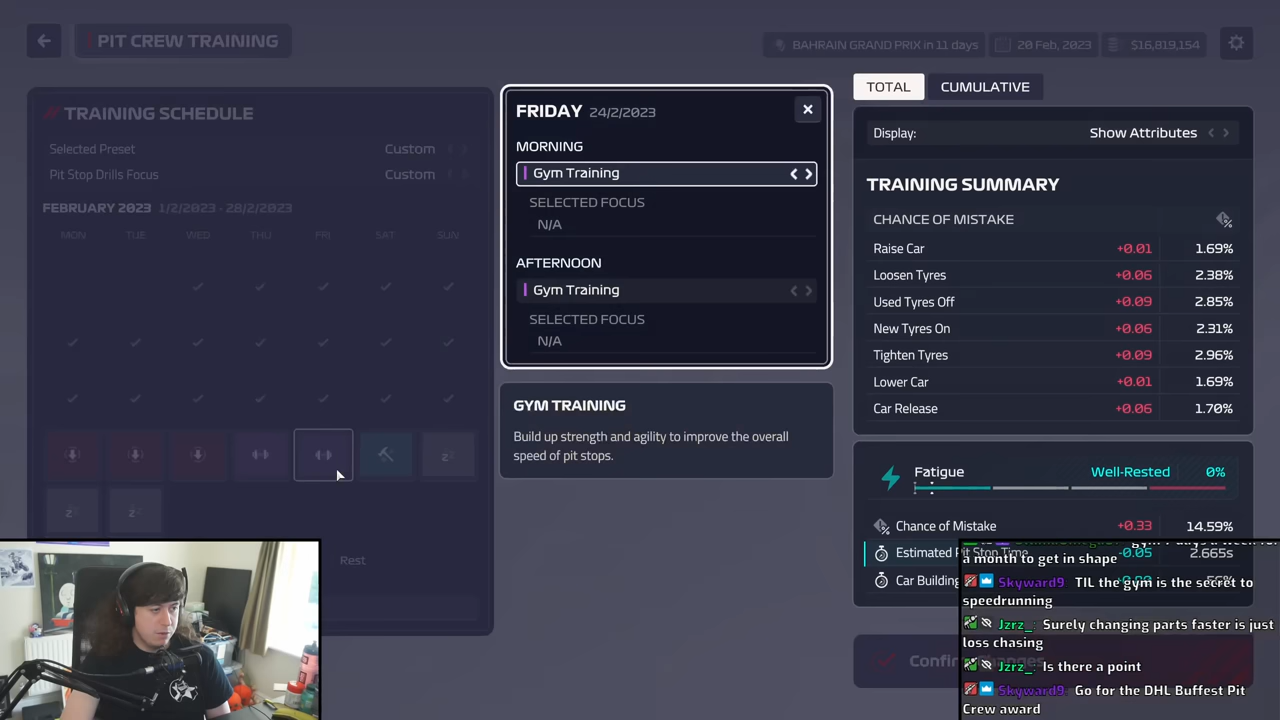 PIT CREW TRAINING
BAHRAIN GRAND PRIX in 11 days
20 Feb, 2023
$16,819,154
TRAINING SCHEDULE
Selected Preset
Custom
Pit Stop Drills Focus
Custom
FEBRUARY 2023 1/2/2023 - 28/2/2023
MON TUE WED THU FRI SAT SUN
Rest
FRIDAY 24/2/2023
MORNING
Gym Training
SELECTED FOCUS
N/A
AFTERNOON
Gym Training
SELECTED FOCUS
N/A
GYM TRAINING
Build up strength and agility to improve the overall
speed of pit stops.
TOTAL
CUMULATIVE
Display:
Show Attributes
TRAINING SUMMARY
CHANCE OF MISTAKE
Raise Car +0.01 1.69%
Loosen Tyres +0.06 2.38%
Used Tyres Off +0.09 2.85%
New Tyres On +0.06 2.31%
Tighten Tyres +0.09 2.96%
Lower Car +0.01 1.69%
Car Release +0.06 1.70%
Fatigue Well-Rested 0%
Chance of Mistake +0.33 14.59%
Estimated Pit Stop Time -0.05 2.665s
Car Building
gym 7 days a week for
a month to get in shape
Skyward9 TIL the gym is the secret to
speedrunning
Jzrz_: Surely changing parts faster is just
loss chasing
Jzrz_: Is there a point
Skyward9: Go for the DHL Buffest Pit
Crew award